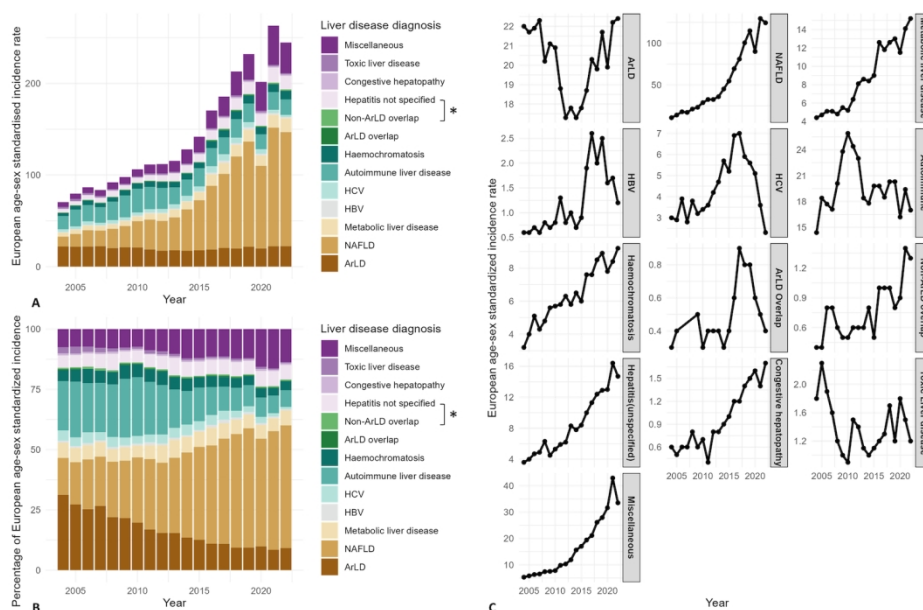 European age-sex standardised incidence rate
200
100
0
2005
2010
2015
2020
Year
A
Liver disease diagnosis
Miscellaneous
Toxic liver disease
Congestive hepatopathy
Hepatitis not specified
Non-ArLD overlap
*
ArLD overlap
Haemochromatosis
Autoimmune liver disease
HCV
HBV
Metabolic liver disease
NAFLD
ArLD
Percentage of European age-sex standardized incidence
100
75
50
25
0
2005
2010
2015
2020
Year
B
Liver disease diagnosis
Miscellaneous
Toxic liver disease
Congestive hepatopathy
Hepatitis not specified
Non-ArLD overlap
*
ArLD overlap
Haemochromatosis
Autoimmune liver disease
HCV
HBV
Metabolic liver disease
NAFLD
ArLD
European age-sex standardized incidence rate
22
21
20
19
18
ArLD
100
50
NAFLD
14
12
10
8
6
4
2.5
2.0
1.5
1.0
0.5
HBV
7
6
5
4
3
HCV
24
21
18
15
8
6
4
Haemochromatosis
0.8
0.6
0.4
ArLD Overlap
1.2
0.9
0.6
16
12
8
4
Hepatitis(unspecified)
1.5
1.2
0.9
0.6
2005 2010 2015 2020
Congestive hepatopathy
2.0
1.6
1.2
2005 2010 2015 2020
40
30
20
10
2005 2010 2015 2020
Miscellaneous
C
Year